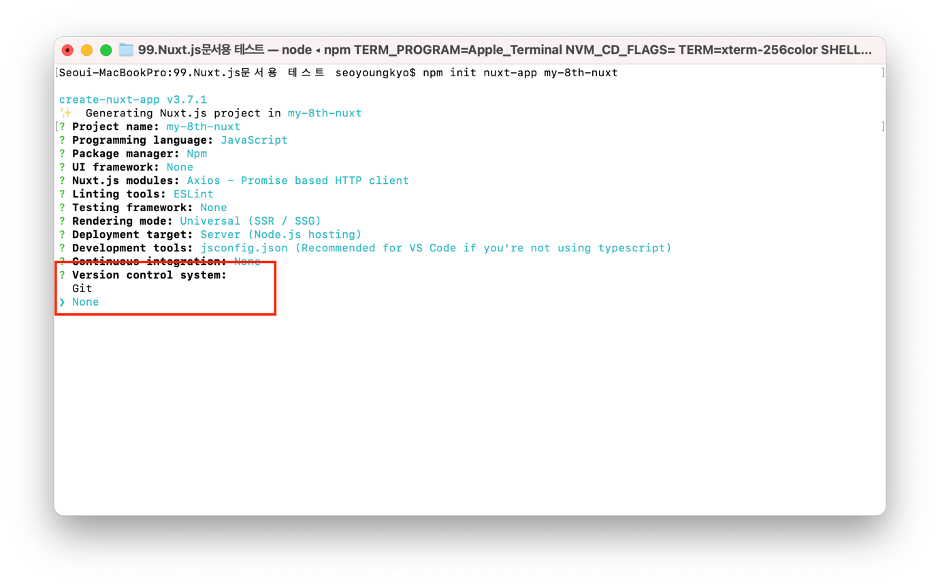 99.Nuxt.js문서용 테스트 — node ◂ npm TERM_PROGRAM=Apple_Terminal NVM_CD_FLAGS= TERM=xterm-256color SHELL...
[Seoui-MacBookPro:99.Nuxt.js문서용 테스트 seoyoungkyo$ npm init nuxt-app my-8th-nuxt ]
create-nuxt-app v3.7.1
✨ Generating Nuxt.js project in my-8th-nuxt
[? Project name: my-8th-nuxt ]
? Programming language: JavaScript
? Package manager: Npm
? UI framework: None
? Nuxt.js modules: Axios - Promise based HTTP client
? Linting tools: ESLint
? Testing framework: None
? Rendering mode: Universal (SSR / SSG)
? Deployment target: Server (Node.js hosting)
? Development tools: jsconfig.json (Recommended for VS Code if you're not using typescript)
? Continuous integration: None
? Version control system:
Git
❯ None